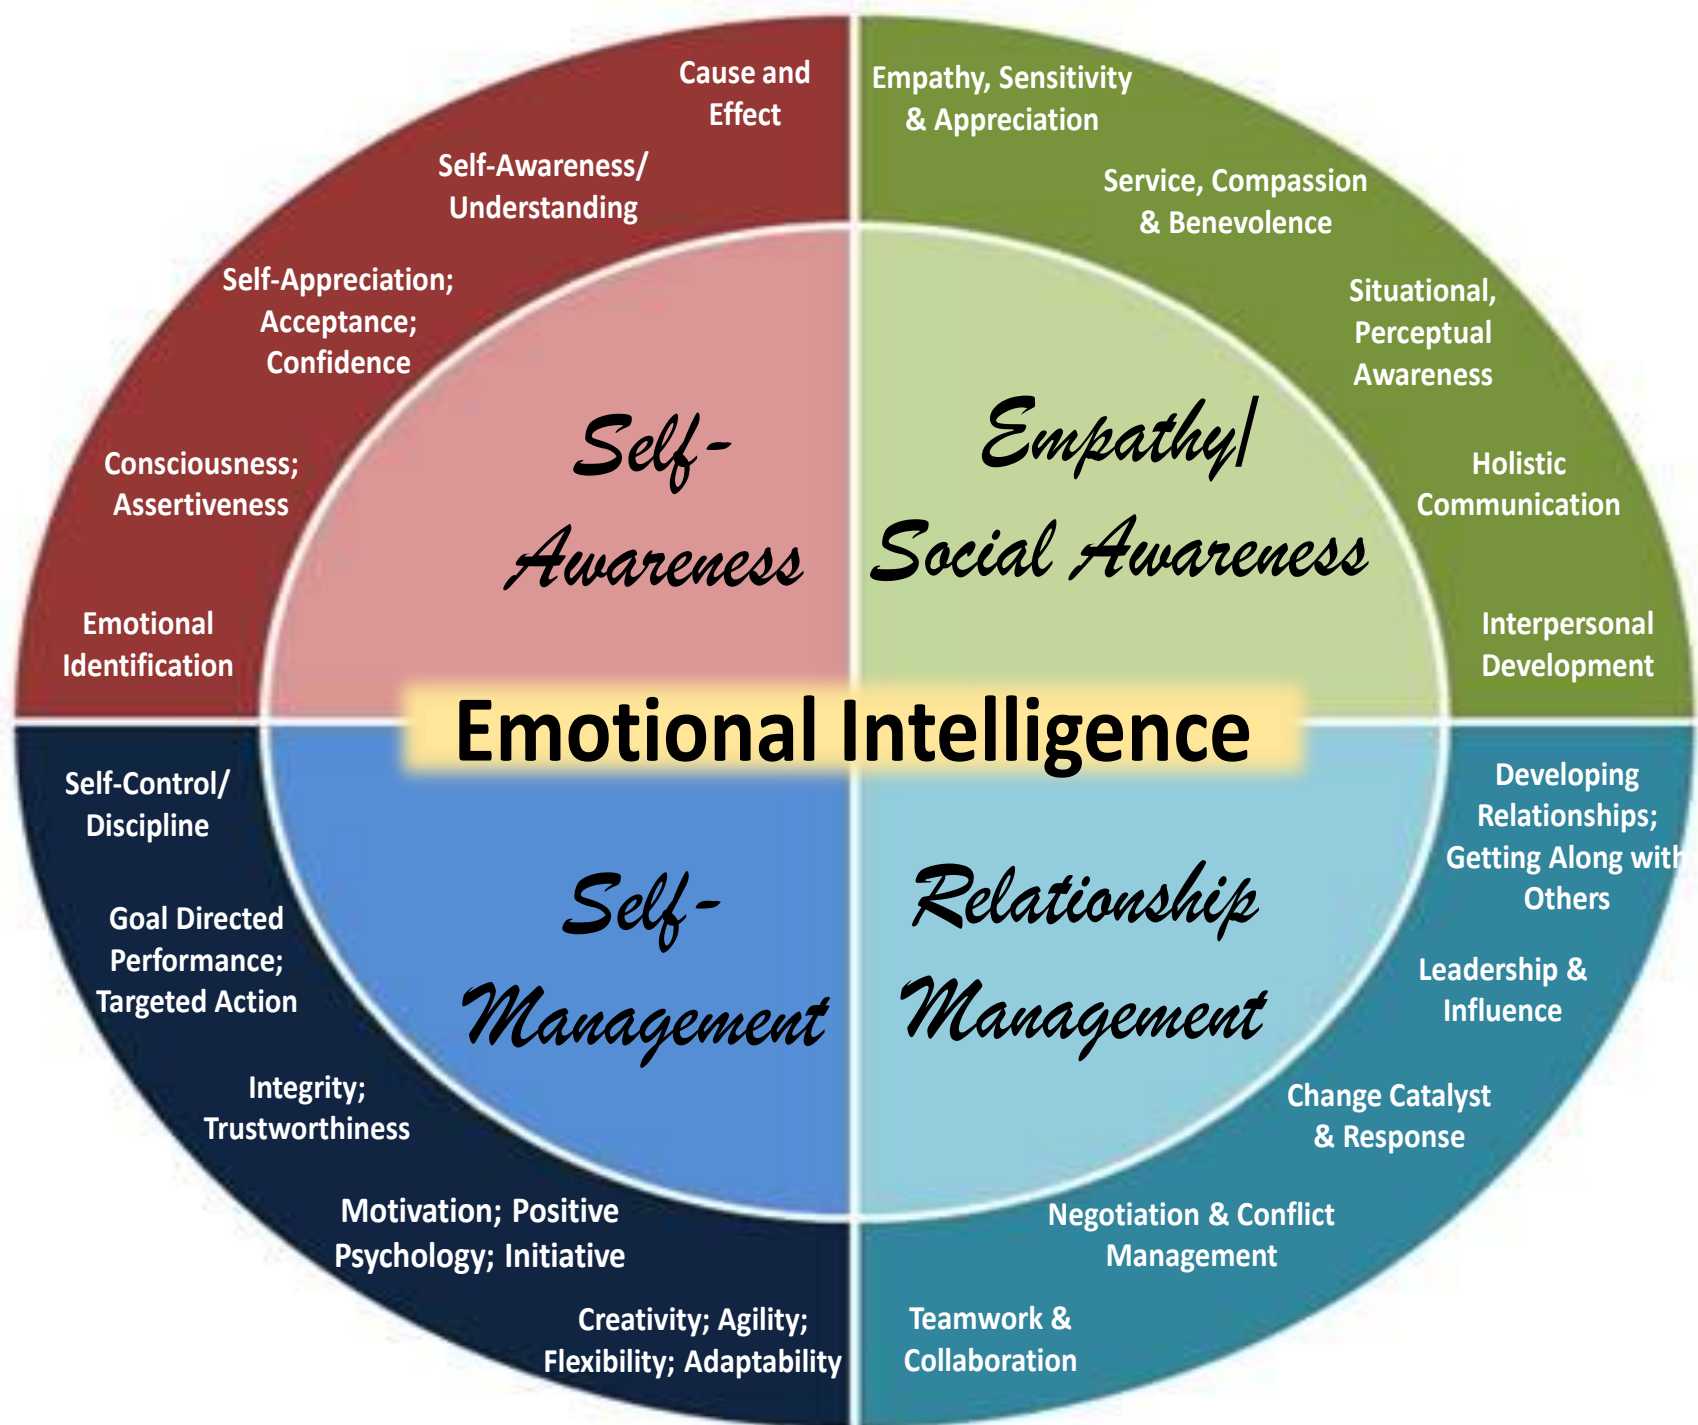 Cause and
Effect
Self-Awareness/
Understanding
Self-Appreciation;
Acceptance;
Confidence
Consciousness;
Assertiveness
Emotional
Identification
Empathy, Sensitivity
& Appreciation
Service, Compassion
& Benevolence
Situational,
Perceptual
Awareness
Holistic
Communication
Interpersonal
Development
Self-
Awareness
Empathy/
Social Awareness
Emotional Intelligence
Self-
Management
Relationship
Management
Self-Control/
Discipline
Goal Directed
Performance;
Targeted Action
Integrity;
Trustworthiness
Motivation; Positive
Psychology; Initiative
Creativity; Agility;
Flexibility; Adaptability
Developing
Relationships;
Getting Along with
Others
Leadership &
Influence
Change Catalyst
& Response
Negotiation & Conflict
Management
Teamwork &
Collaboration